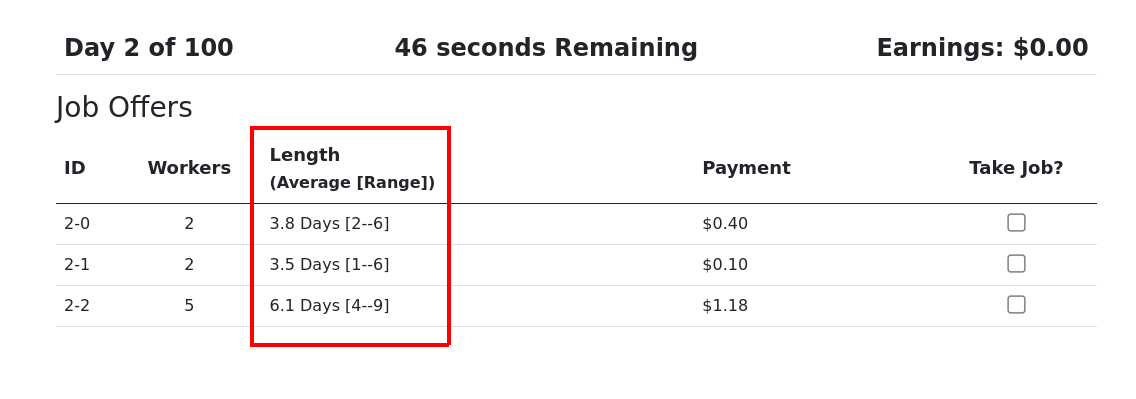 Day 2 of 100 46 seconds Remaining Earnings: $0.00
Job Offers
ID Workers Length (Average [Range]) Payment Take Job?
2-0 2 3.8 Days [2--6] $0.40
2-1 2 3.5 Days [1--6] $0.10
2-2 5 6.1 Days [4--9] $1.18